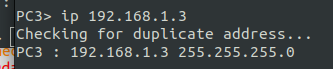 PC3> ip 192.168.1.3
Checking for duplicate address...
PC3 : 192.168.1.3 255.255.255.0